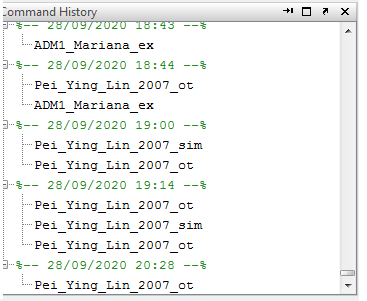 Command History
%-- 28/09/2020 18:43 --%
ADM1_Mariana_ex
%-- 28/09/2020 18:44 --%
Pei_Ying_Lin_2007_ot
ADM1_Mariana_ex
%-- 28/09/2020 19:00 --%
Pei_Ying_Lin_2007_sim
Pei_Ying_Lin_2007_ot
%-- 28/09/2020 19:14 --%
Pei_Ying_Lin_2007_ot
Pei_Ying_Lin_2007_sim
Pei_Ying_Lin_2007_ot
%-- 28/09/2020 20:28 --%
Pei_Ying_Lin_2007_ot